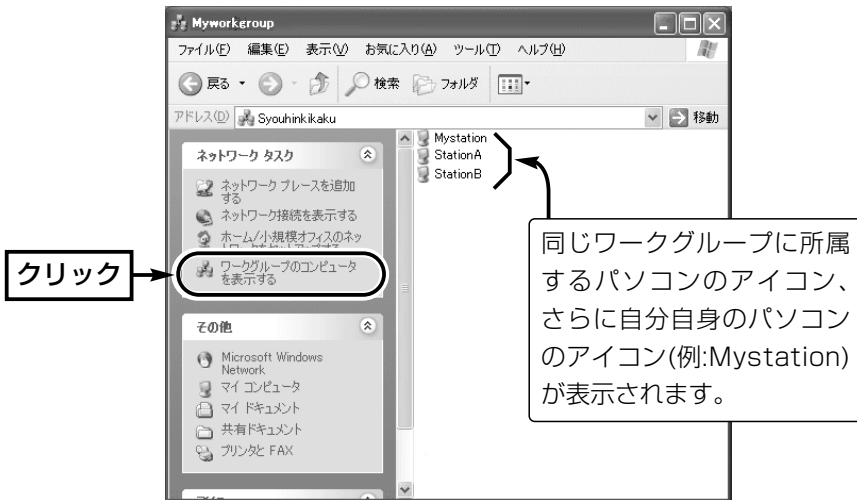 Myworkgroup
ファイル(F) 編集(E) 表示(V) お気に入り(A) ツール(T) ヘルプ(H)
戻る 検索 フォルダ
アドレス(D) Syouhinkikaku 移動
ネットワーク タスク
ネットワーク プレースを追加
する
ネットワーク接続を表示する
ホーム/小規模オフィスのネッ
ワークグループのコンピュータ
を表示する
クリック
その他
Microsoft Windows
Network
マイ コンピュータ
マイ ドキュメント
共有ドキュメント
プリンタと FAX
Mystation
StationA
StationB
同じワークグループに所属
するパソコンのアイコン、
さらに自分自身のパソコン
のアイコン(例:Mystation)
が表示されます。